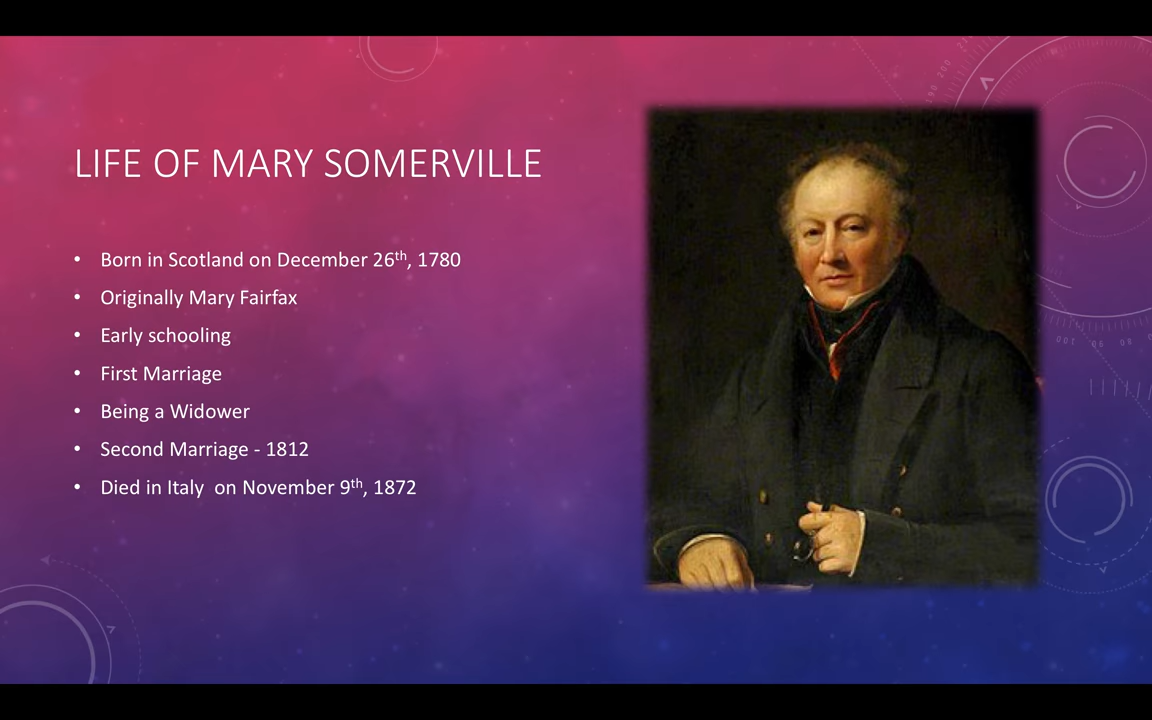 LIFE OF MARY SOMERVILLE
• Born in Scotland on December 26th, 1780
• Originally Mary Fairfax
• Early schooling
• First Marriage
• Being a Widower
• Second Marriage - 1812
• Died in Italy  on November 9th, 1872